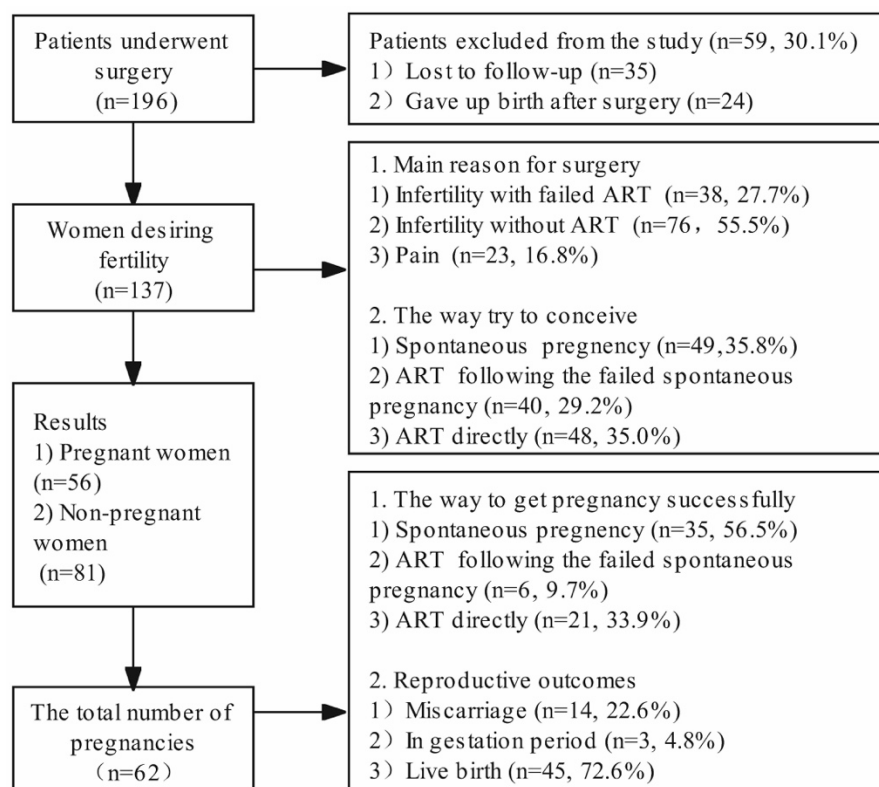 Patients underwent
surgery
(n=196)
Patients excluded from the study (n=59, 30.1%)
1）Lost to follow-up (n=35)
2）Gave up birth after surgery (n=24)
Women desiring
fertility
(n=137)
1. Main reason for surgery
1) Infertility with failed ART (n=38, 27.7%)
2) Infertility without ART (n=76， 55.5%)
3) Pain (n=23, 16.8%)
2. The way try to conceive
1) Spontaneous pregnency (n=49,35.8%)
2) ART following the failed spontaneous
pregnancy (n=40, 29.2%)
3) ART directly (n=48, 35.0%)
Results
1) Pregnant women
(n=56)
2) Non-pregnant
women
(n=81)
1. The way to get pregnancy successfully
1) Spontaneous pregnency (n=35, 56.5%)
2) ART following the failed spontaneous
pregnancy (n=6, 9.7%)
3) ART directly (n=21, 33.9%)
2. Reproductive outcomes
1）Miscarriage (n=14, 22.6%)
2）In gestation period (n=3, 4.8%)
3）Live birth (n=45, 72.6%)
The total number of
pregnancies
（n=62）